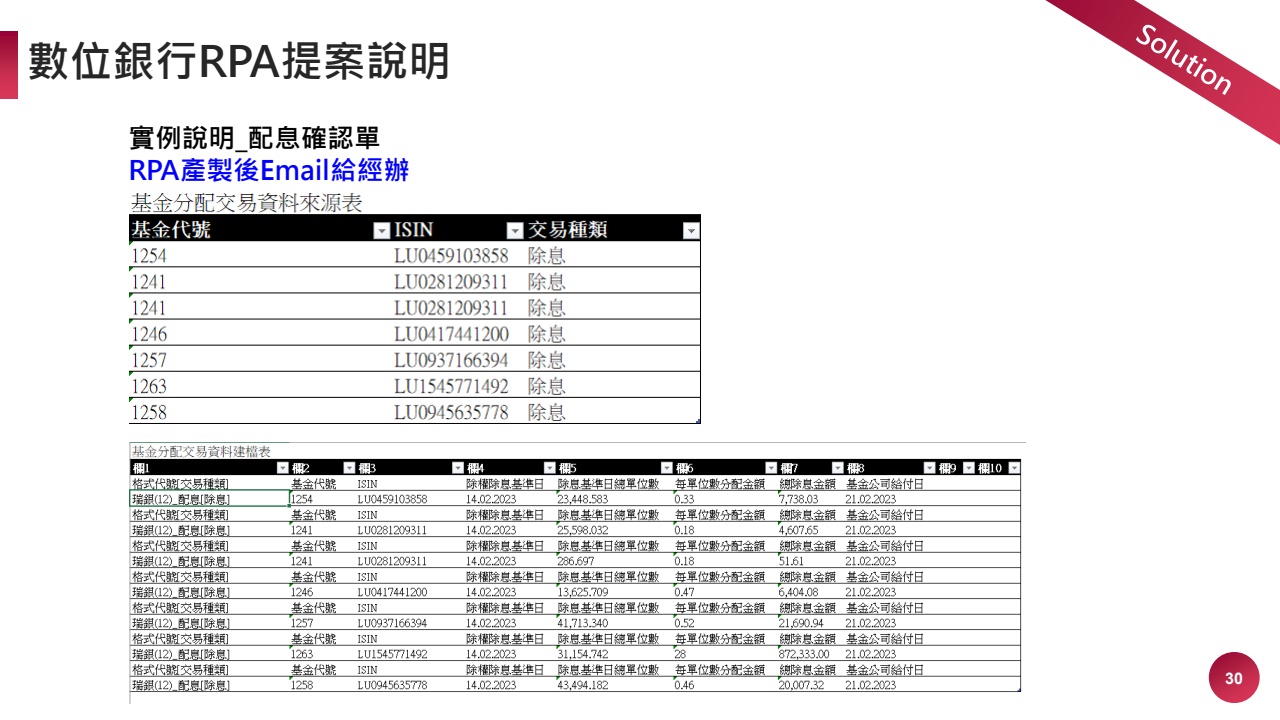 Solution
數位銀行RPA提案說明
實例說明_配息確認單
RPA產製後Email給經辦
基金分配交易資料來源表
基金代號 ISIN 交易種類
1254 LU0459103858 除息
1241 LU0281209311 除息
1241 LU0281209311 除息
1246 LU0417441200 除息
1257 LU0937166394 除息
1263 LU1545771492 除息
1258 LU0945635778 除息
基金分配交易資料建檔表
欄1 欄2 欄3 欄4 欄5 欄6 欄7 欄8 欄9 欄10
格式代號[交易種類] 基金代號 ISIN 除權除息基準日 除息基準日總單位數 每單位數分配金額 總除息金額 基金公司給付日
瑞銀(12)_配息[除息] 1254 LU0459103858 14.02.2023 23,448.583 0.33 7,738.03 21.02.2023
格式代號[交易種類] 基金代號 ISIN 除權除息基準日 除息基準日總單位數 每單位數分配金額 總除息金額 基金公司給付日
瑞銀(12)_配息[除息] 1241 LU0281209311 14.02.2023 25,598.032 0.18 4,607.65 21.02.2023
格式代號[交易種類] 基金代號 ISIN 除權除息基準日 除息基準日總單位數 每單位數分配金額 總除息金額 基金公司給付日
瑞銀(12)_配息[除息] 1241 LU0281209311 14.02.2023 286.697 0.18 51.61 21.02.2023
格式代號[交易種類] 基金代號 ISIN 除權除息基準日 除息基準日總單位數 每單位數分配金額 總除息金額 基金公司給付日
瑞銀(12)_配息[除息] 1246 LU0417441200 14.02.2023 13,625.709 0.47 6,404.08 21.02.2023
格式代號[交易種類] 基金代號 ISIN 除權除息基準日 除息基準日總單位數 每單位數分配金額 總除息金額 基金公司給付日
瑞銀(12)_配息[除息] 1257 LU0937166394 14.02.2023 41,713.340 0.52 21,690.94 21.02.2023
格式代號[交易種類] 基金代號 ISIN 除權除息基準日 除息基準日總單位數 每單位數分配金額 總除息金額 基金公司給付日
瑞銀(12)_配息[除息] 1263 LU1545771492 14.02.2023 31,154.742 28 872,333.00 21.02.2023
格式代號[交易種類] 基金代號 ISIN 除權除息基準日 除息基準日總單位數 每單位數分配金額 總除息金額 基金公司給付日
瑞銀(12)_配息[除息] 1258 LU0945635778 14.02.2023 43,494.182 0.46 20,007.32 21.02.2023
30